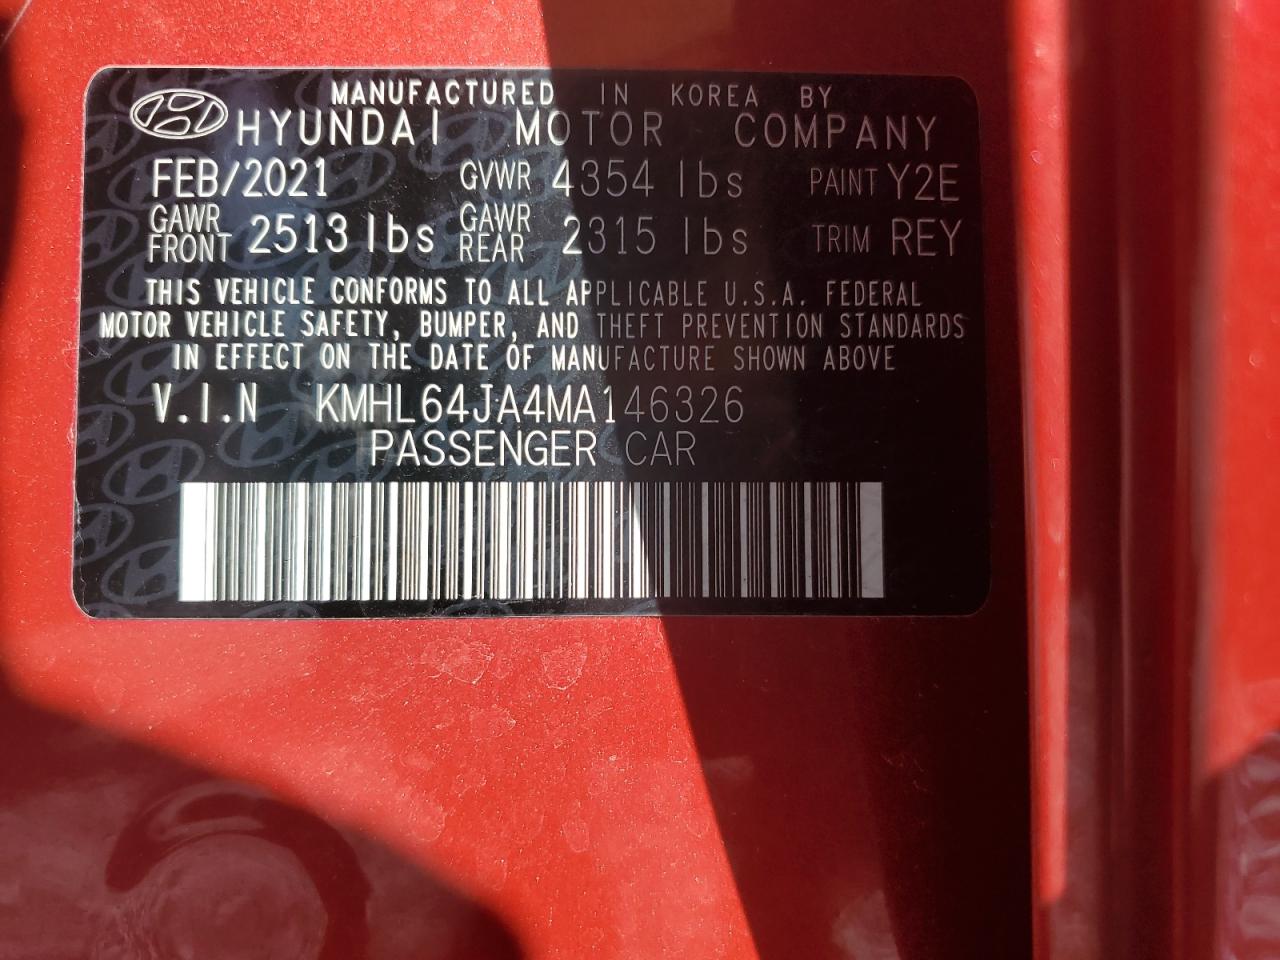 MANUFACTURED IN KOREA BY
HYUNDAI MOTOR COMPANY
FEB/2021 GVWR 4354 lbs PAINT Y2E
GAWR FRONT 2513 lbs GAWR REAR 2315 lbs TRIM REY
THIS VEHICLE CONFORMS TO ALL APPLICABLE U.S.A. FEDERAL
MOTOR VEHICLE SAFETY, BUMPER, AND THEFT PREVENTION STANDARDS
IN EFFECT ON THE DATE OF MANUFACTURE SHOWN ABOVE
V.I.N KMHL64JA4MA146326
PASSENGER CAR